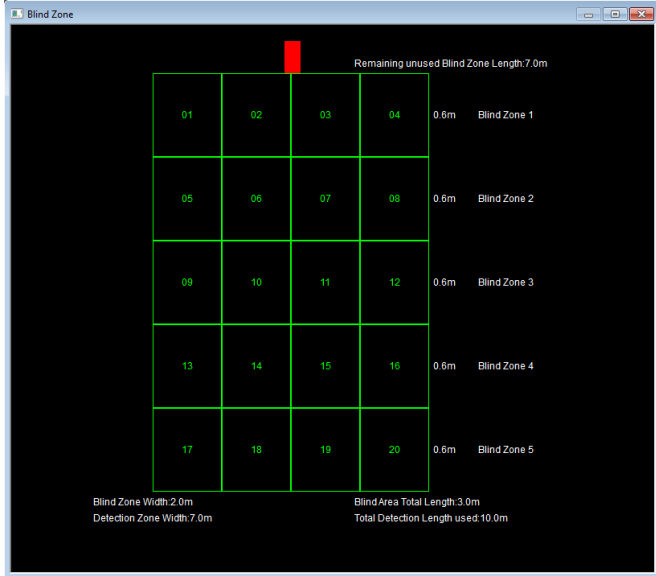 Blind Zone
Remaining unused Blind Zone Length:7.0m
01 02 03 04 0.6m Blind Zone 1
05 06 07 08 0.6m Blind Zone 2
09 10 11 12 0.6m Blind Zone 3
13 14 15 16 0.6m Blind Zone 4
17 18 19 20 0.6m Blind Zone 5
Blind Zone Width:2.0m Blind Area Total Length:3.0m
Detection Zone Width:7.0m Total Detection Length used:10.0m